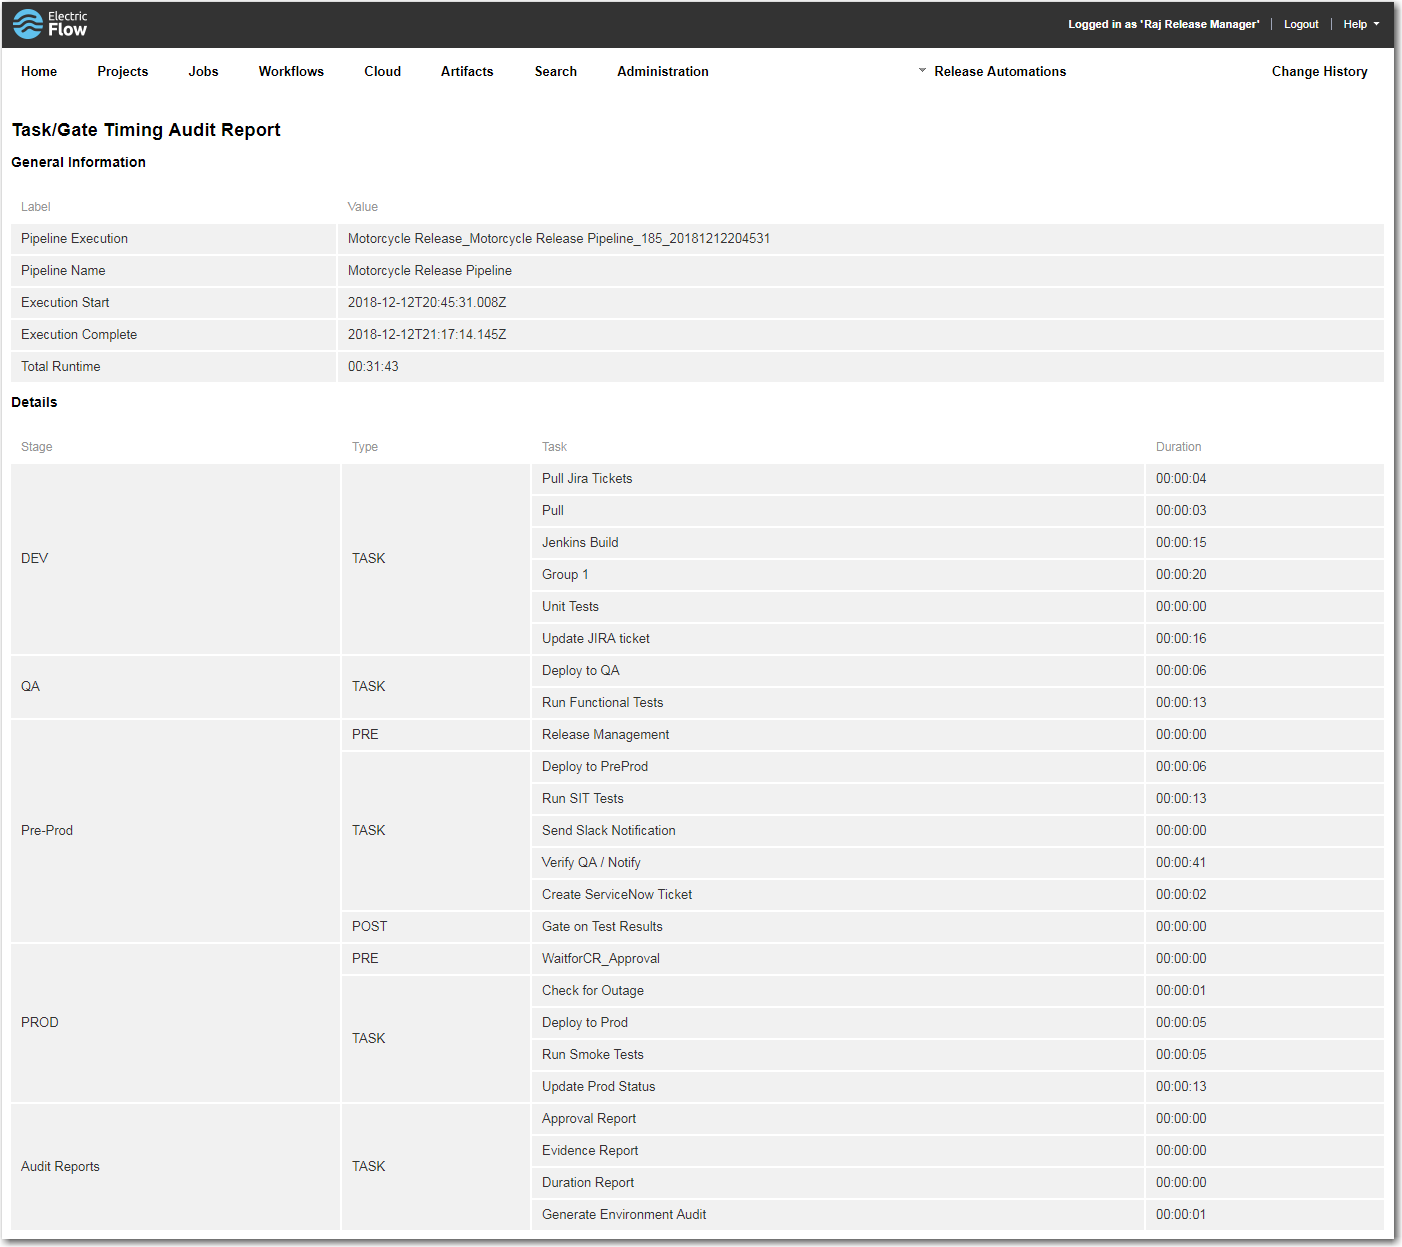 Electric
Flow
Logged in as 'Raj Release Manager' | Logout | Help
Home Projects Jobs Workflows Cloud Artifacts Search Administration Release Automations Change History
Task/Gate Timing Audit Report
General Information
Label Value
Pipeline Execution Motorcycle Release_Motorcycle Release Pipeline_185_20181212204531
Pipeline Name Motorcycle Release Pipeline
Execution Start 2018-12-12T20:45:31.008Z
Execution Complete 2018-12-12T21:17:14.145Z
Total Runtime 00:31:43
Details
Stage Type Task Duration
DEV TASK Pull Jira Tickets 00:00:04
Pull 00:00:03
Jenkins Build 00:00:15
Group 1 00:00:20
Unit Tests 00:00:00
Update JIRA ticket 00:00:16
QA TASK Deploy to QA 00:00:06
Run Functional Tests 00:00:13
Pre-Prod PRE Release Management 00:00:00
TASK Deploy to PreProd 00:00:06
Run SIT Tests 00:00:13
Send Slack Notification 00:00:00
Verify QA / Notify 00:00:41
Create ServiceNow Ticket 00:00:02
POST Gate on Test Results 00:00:00
PROD PRE WaitforCR_Approval 00:00:00
TASK Check for Outage 00:00:01
Deploy to Prod 00:00:05
Run Smoke Tests 00:00:05
Update Prod Status 00:00:13
Audit Reports TASK Approval Report 00:00:00
Evidence Report 00:00:00
Duration Report 00:00:00
Generate Environment Audit 00:00:01